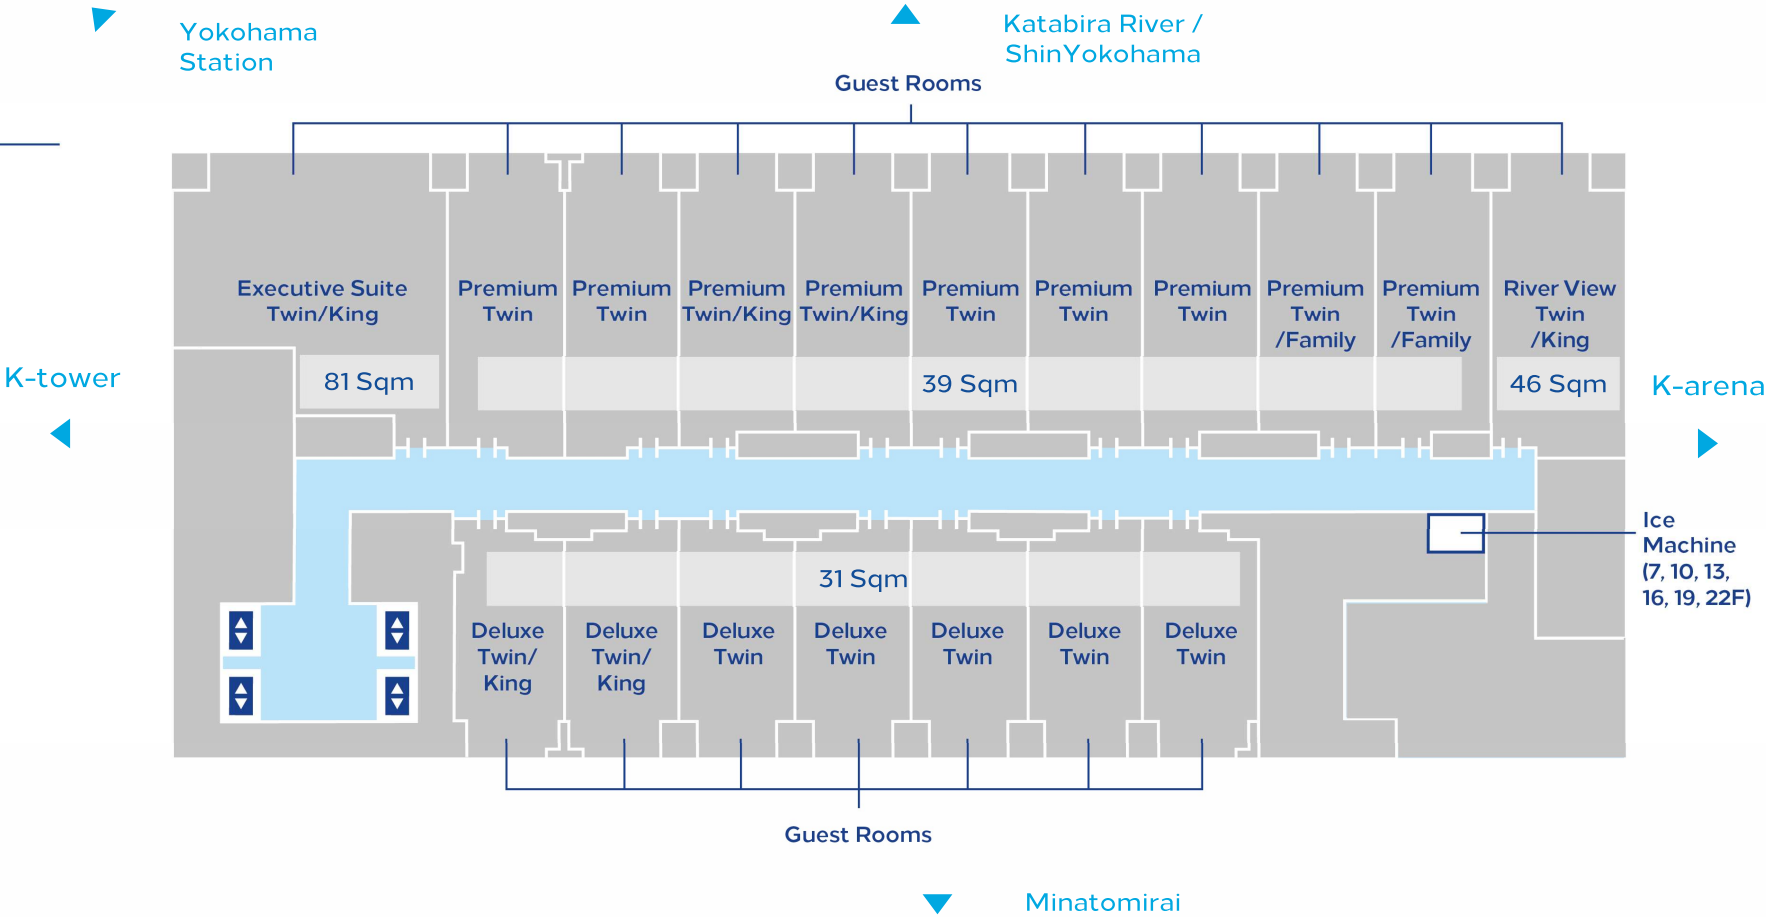 Yokohama
Station
Katabira River /
ShinYokohama
Guest Rooms
Executive Suite
Twin/King
Premium
Twin
Premium
Twin
Premium
Twin/King
Premium
Twin/King
Premium
Twin
Premium
Twin
Premium
Twin
Premium
Twin
/Family
Premium
Twin
/Family
River View
Twin
/King
81 Sqm
39 Sqm
46 Sqm
K-tower
K-arena
Ice
Machine
(7, 10, 13,
16, 19, 22F)
31 Sqm
Deluxe
Twin/
King
Deluxe
Twin/
King
Deluxe
Twin
Deluxe
Twin
Deluxe
Twin
Deluxe
Twin
Deluxe
Twin
Guest Rooms
Minatomirai